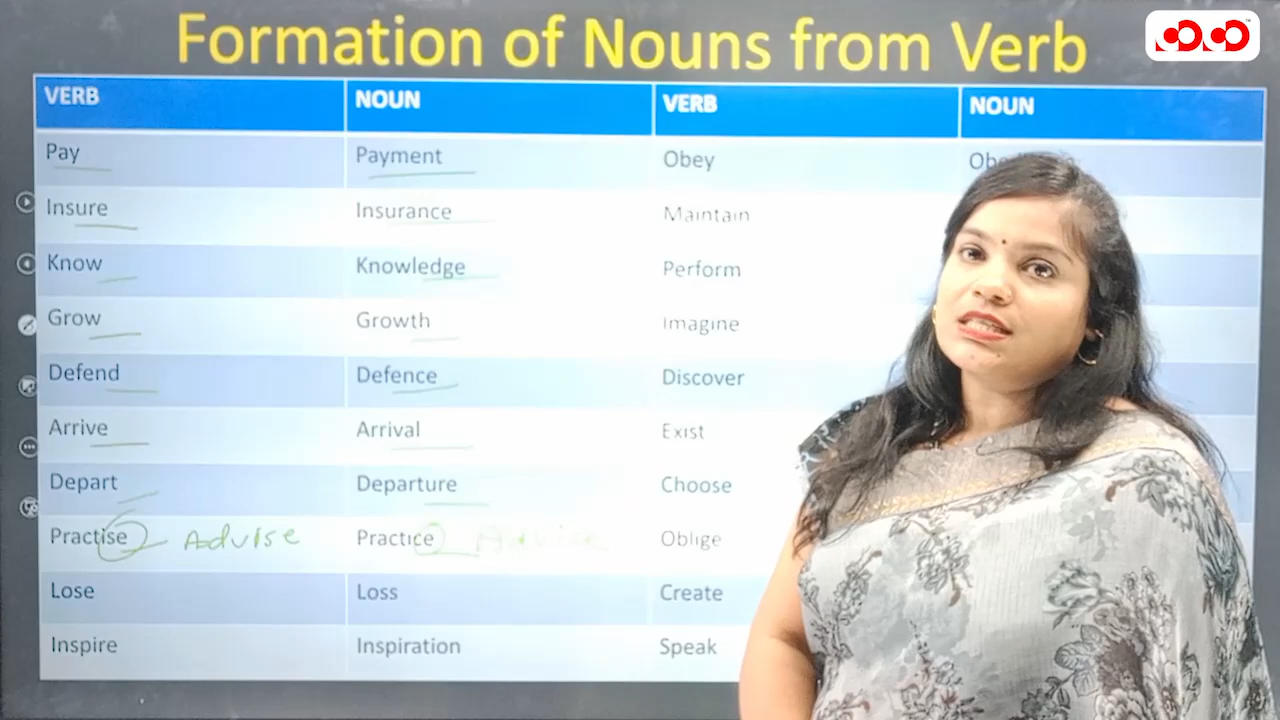 Formation of Nouns from Verb
VERB NOUN VERB NOUN
Pay Payment Obey
Insure Insurance Maintain
Know Knowledge Perform
Grow Growth Imagine
Defend Defence Discover
Arrive Arrival Exist
Depart Departure Choose
Practise Advise Practice Advice Oblige
Lose Loss Create
Inspire Inspiration Speak